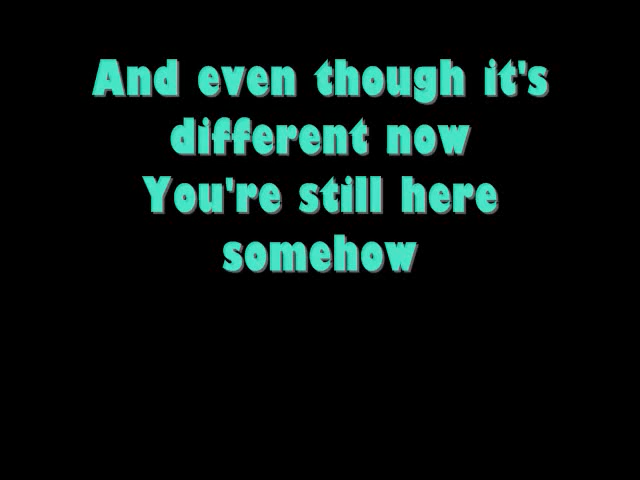 And even though it's
different now
You're still here
somehow